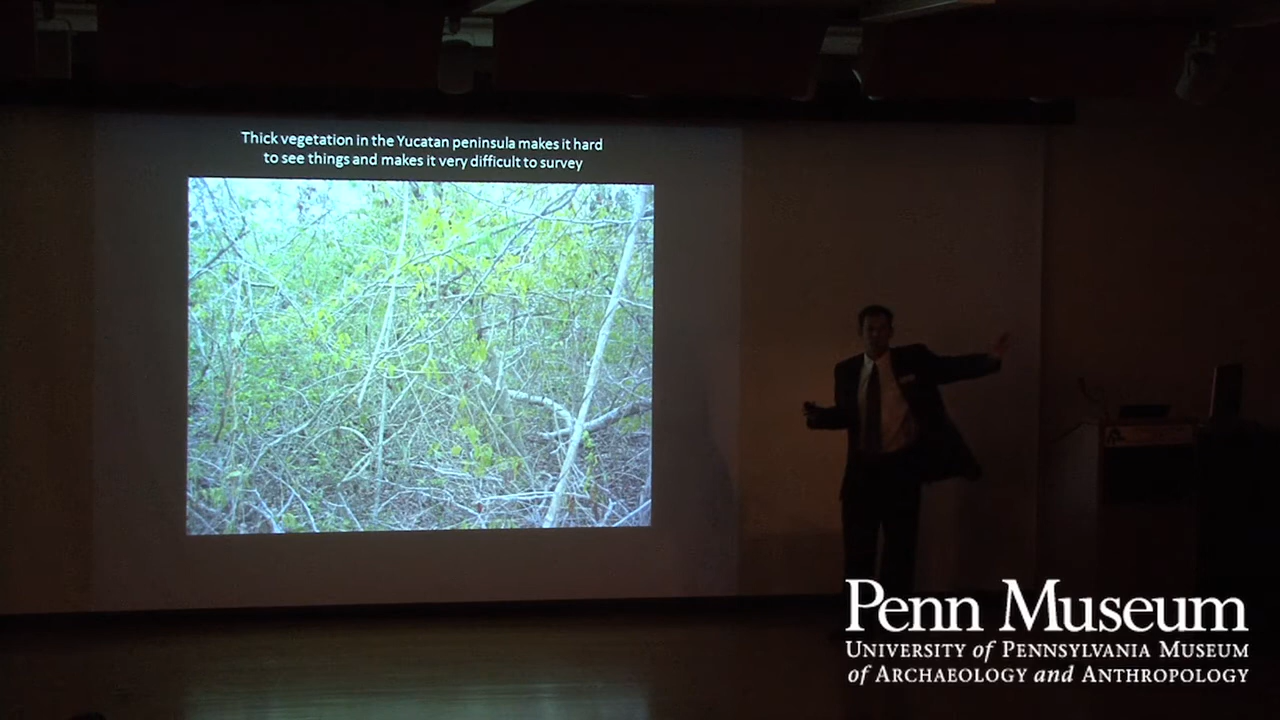 Thick vegetation in the Yucatan peninsula makes it hard
to see things and makes it very difficult to survey
Penn Museum
University of Pennsylvania Museum
of Archaeology and Anthropology